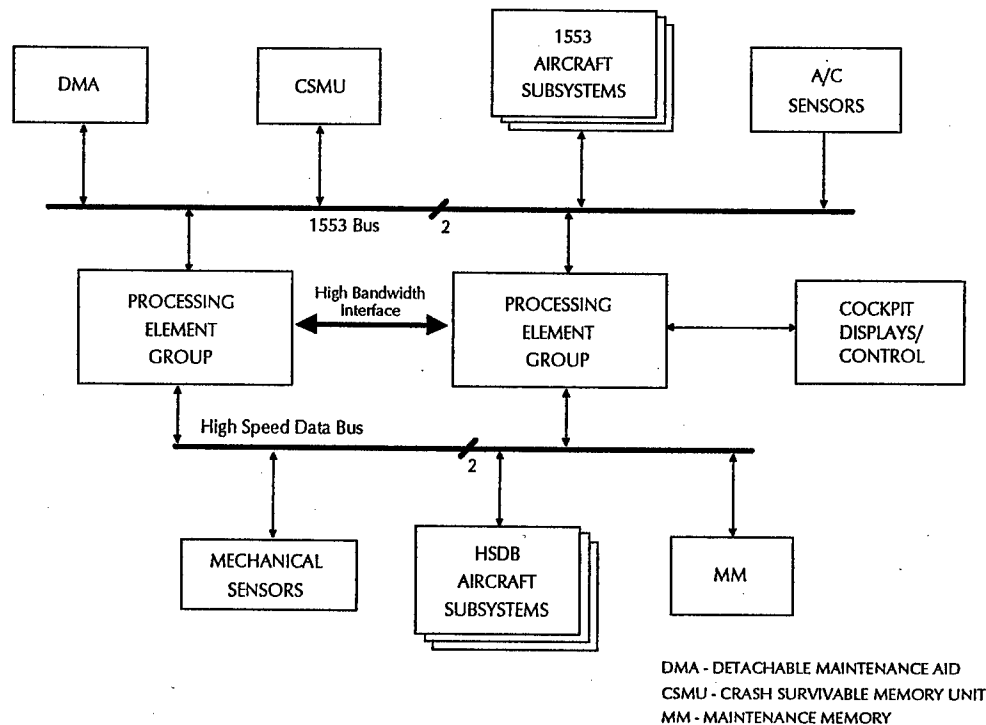 DMA
CSMU
1553
AIRCRAFT
SUBSYSTEMS
A/C
SENSORS
1553 Bus
2
PROCESSING
ELEMENT
GROUP
High Bandwidth
Interface
PROCESSING
ELEMENT
GROUP
COCKPIT
DISPLAYS/
CONTROL
High Speed Data Bus
2
MECHANICAL
SENSORS
HSDB
AIRCRAFT
SUBSYSTEMS
MM
DMA - DETACHABLE MAINTENANCE AID
CSMU - CRASH SURVIVABLE MEMORY UNIT
MM - MAINTENANCE MEMORY